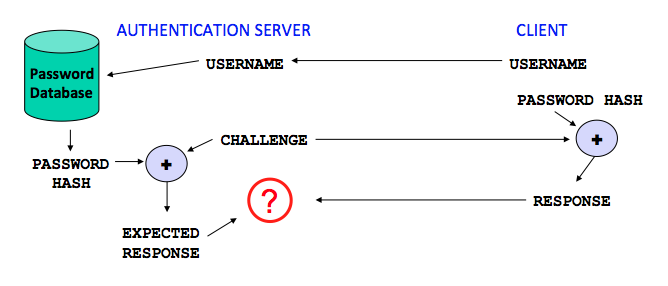 AUTHENTICATION SERVER
CLIENT
Password
Database
USERNAME
USERNAME
PASSWORD HASH
CHALLENGE
+
PASSWORD
HASH
+
?
RESPONSE
EXPECTED
RESPONSE